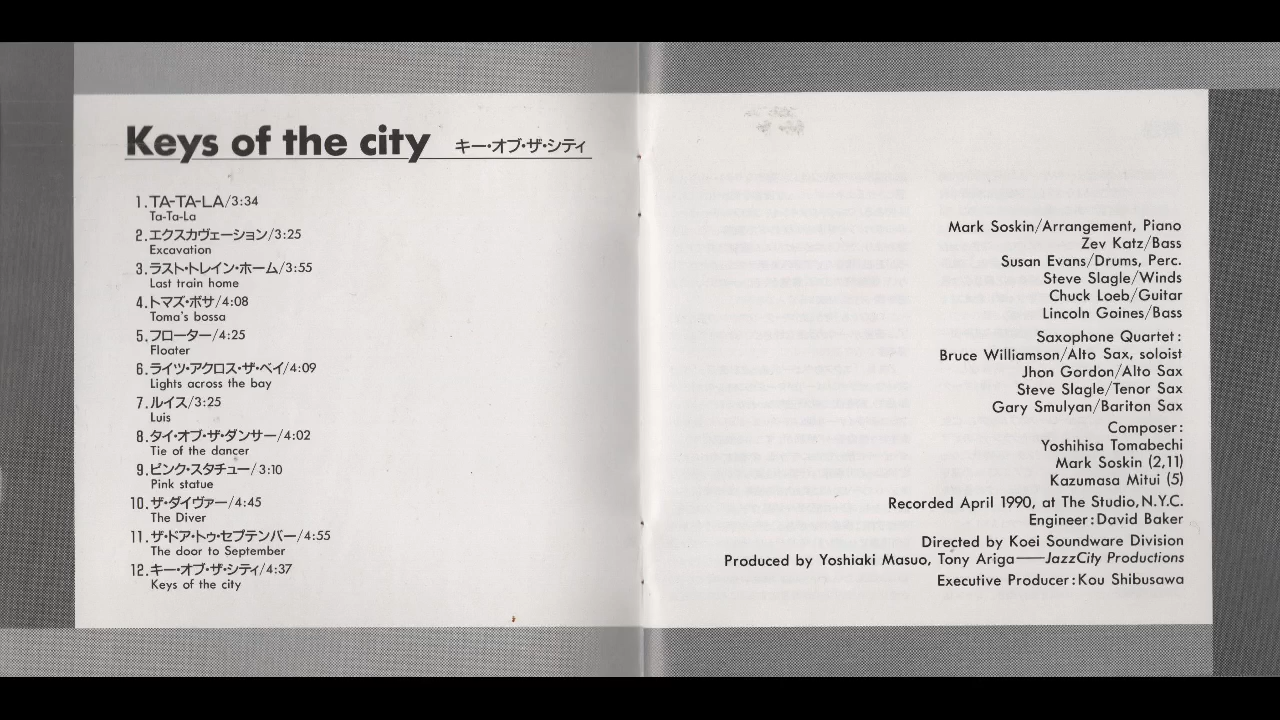 Keys of the city キー・オブ・ザ・シティ
1.TA-TA-LA/3:34
Ta-Ta-La
2.エクスカヴェーション/3:25
Excavation
3.ラスト・トレイン・ホーム/3:55
Last train home
4.トマズ・ボサ/4:08
Toma's bossa
5.フローター/4:25
Floater
6.ライツ・アクロス・ザ・ベイ/4:09
Lights across the bay
7.ルイス/3:25
Luis
8.タイ・オブ・ザ・ダンサー/4:02
Tie of the dancer
9.ピンク・スタチュー/3:10
Pink statue
10.ザ・ダイヴァー/4:45
The Diver
11.ザ・ドア・トゥ・セプテンバー/4:55
The door to September
12.キー・オブ・ザ・シティ/4:37
Keys of the city
Mark Soskin/Arrangement, Piano
Zev Katz/Bass
Susan Evans/Drums, Perc.
Steve Slagle/Winds
Chuck Loeb/Guitar
Lincoln Goines/Bass
Saxophone Quartet:
Bruce Williamson/Alto Sax, soloist
Jhon Gordon/Alto Sax
Steve Slagle/Tenor Sax
Gary Smulyan/Bariton Sax
Composer:
Yoshihisa Tomabechi
Mark Soskin (2,11)
Kazumasa Mitui (5)
Recorded April 1990, at The Studio,N.Y.C.
Engineer:David Baker
Directed by Koei Soundware Division
Produced by Yoshiaki Masuo, Tony Ariga——JazzCity Productions
Executive Producer:Kou Shibusawa